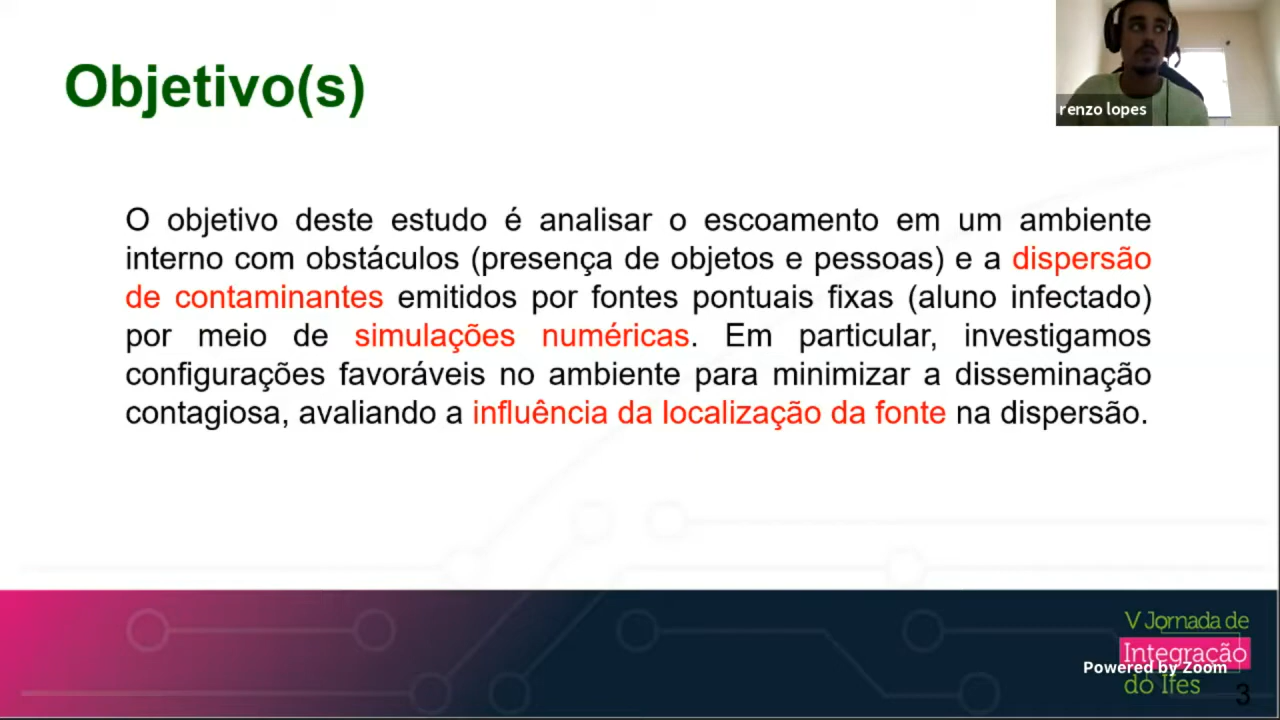 Objetivo(s)
renzo lopes
O objetivo deste estudo é analisar o escoamento em um ambiente
interno com obstáculos (presença de objetos e pessoas) e a dispersão
de contaminantes emitidos por fontes pontuais fixas (aluno infectado)
por meio de simulações numéricas. Em particular, investigamos
configurações favoráveis no ambiente para minimizar a disseminação
contagiosa, avaliando a influência da localização da fonte na dispersão.
V Jornada de
Integração
Powered by Zoom
do Ifes
3